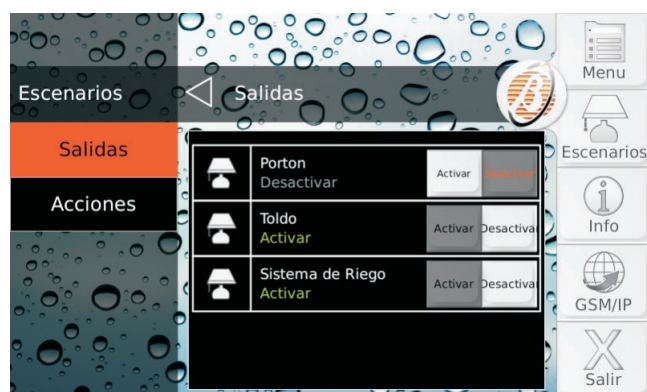 Menu
Escenarios
Salidas
Salidas
Acciones
Porton
Desactivar
Activar
Desactivar
Toldo
Activar
Activar
Desactivar
Sistema de Riego
Activar
Activar
Desactivar
Escenarios
Info
GSM/IP
Salir